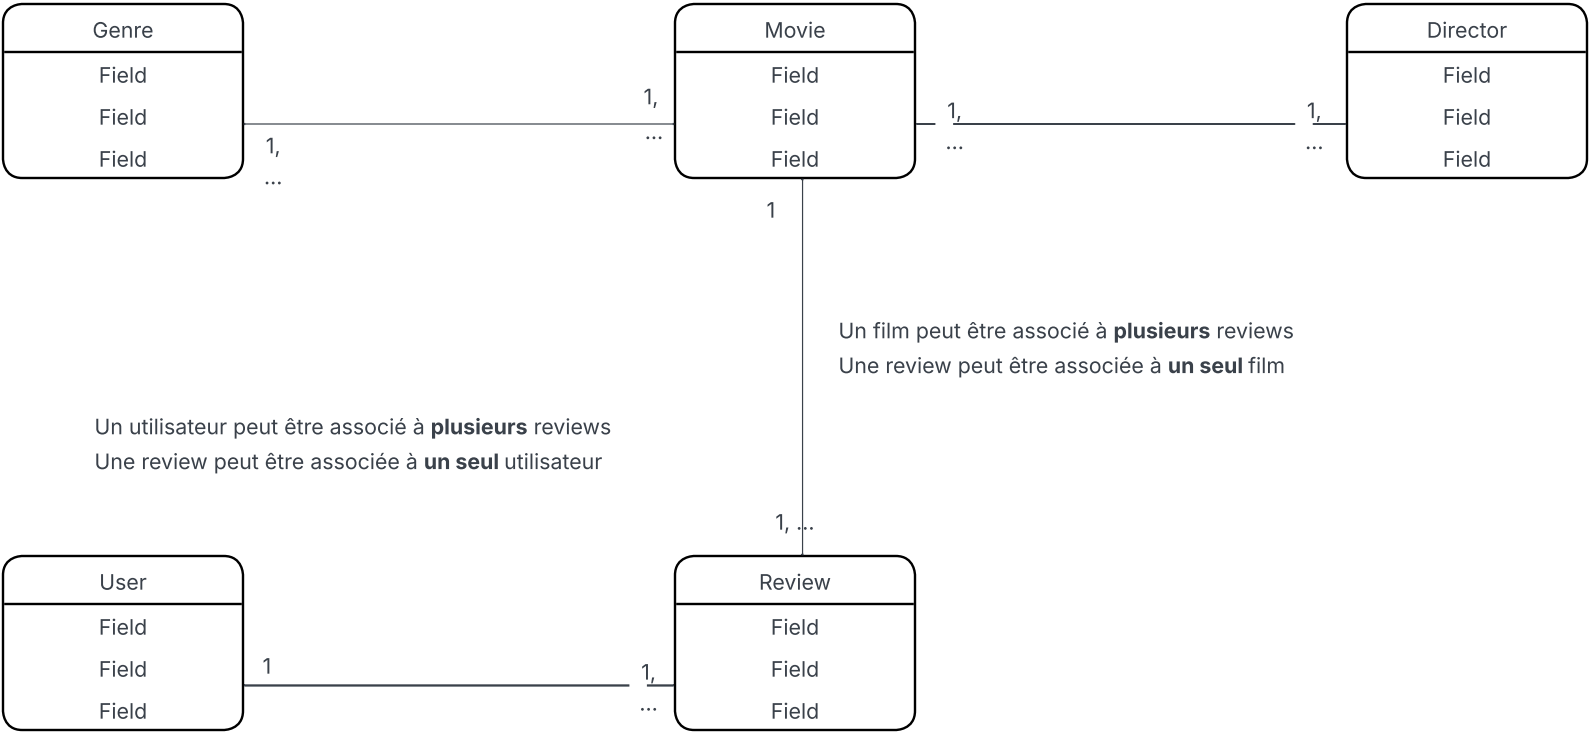 Genre
Field
Field
Field
1,
...
1,
...
Movie
Field
Field
Field
1,
...
1,
...
Director
Field
Field
Field
1
Un film peut être associé à plusieurs reviews
Une review peut être associée à un seul film
Un utilisateur peut être associé à plusieurs reviews
Une review peut être associée à un seul utilisateur
1, ...
User
Field
Field
Field
1
1,
...
Review
Field
Field
Field